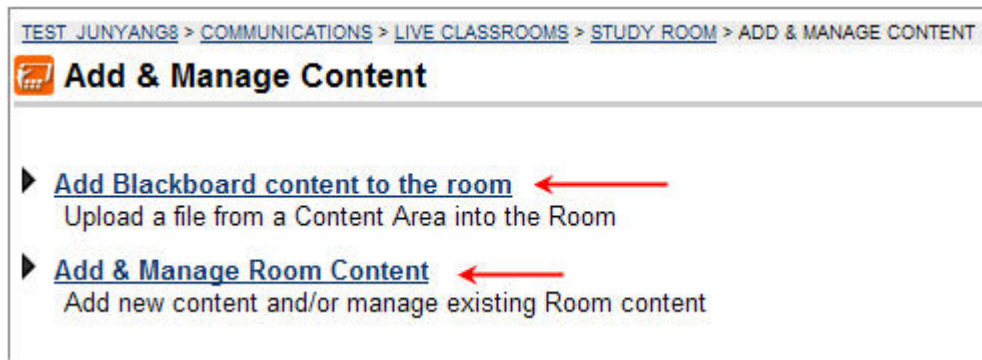 TEST_JUNYANG8 > COMMUNICATIONS > LIVE CLASSROOMS > STUDY ROOM > ADD & MANAGE CONTENT
Add & Manage Content
Add Blackboard content to the room
Upload a file from a Content Area into the Room
Add & Manage Room Content
Add new content and/or manage existing Room content